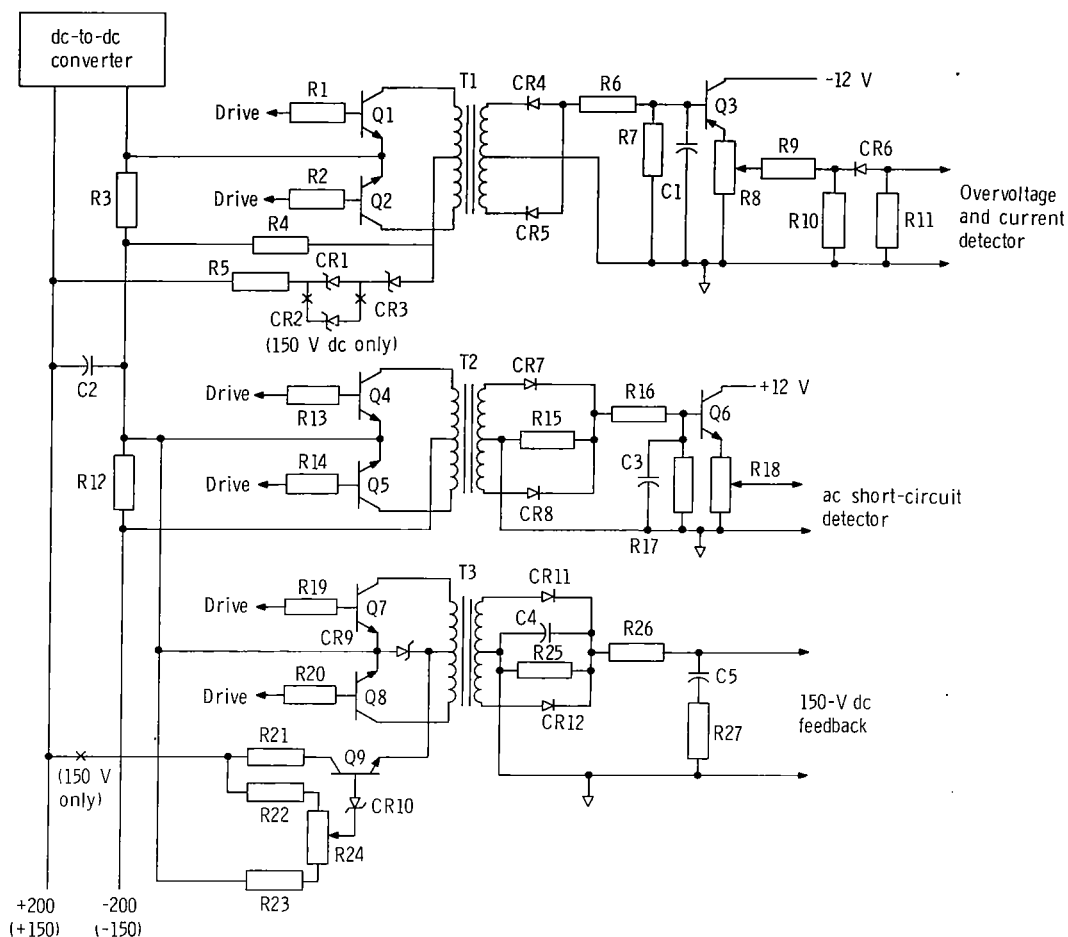 dc-to-dc
converter
T1
CR4
R6
-12 V
R1
Drive
Q1
Q3
R7
R9
CR6
R2
Drive
R3
Q2
C1
R8
R10
R11
Overvoltage
and current
detector
R4
CR5
R5
CR1
CR2
CR3
(150 V dc only)
T2
CR7
C2
Drive
R13
Q4
R15
R16
+12 V
Q6
R14
Drive
Q5
C3
R18
R12
CR8
R17
ac short-circuit
detector
T3
CR11
R19
Drive
Q7
C4
R26
CR9
R25
C5
R20
Drive
Q8
CR12
R27
150-V dc
feedback
R21
Q9
(150 V
only)
R22
CR10
R24
R23
+200
(+150)
-200
(-150)